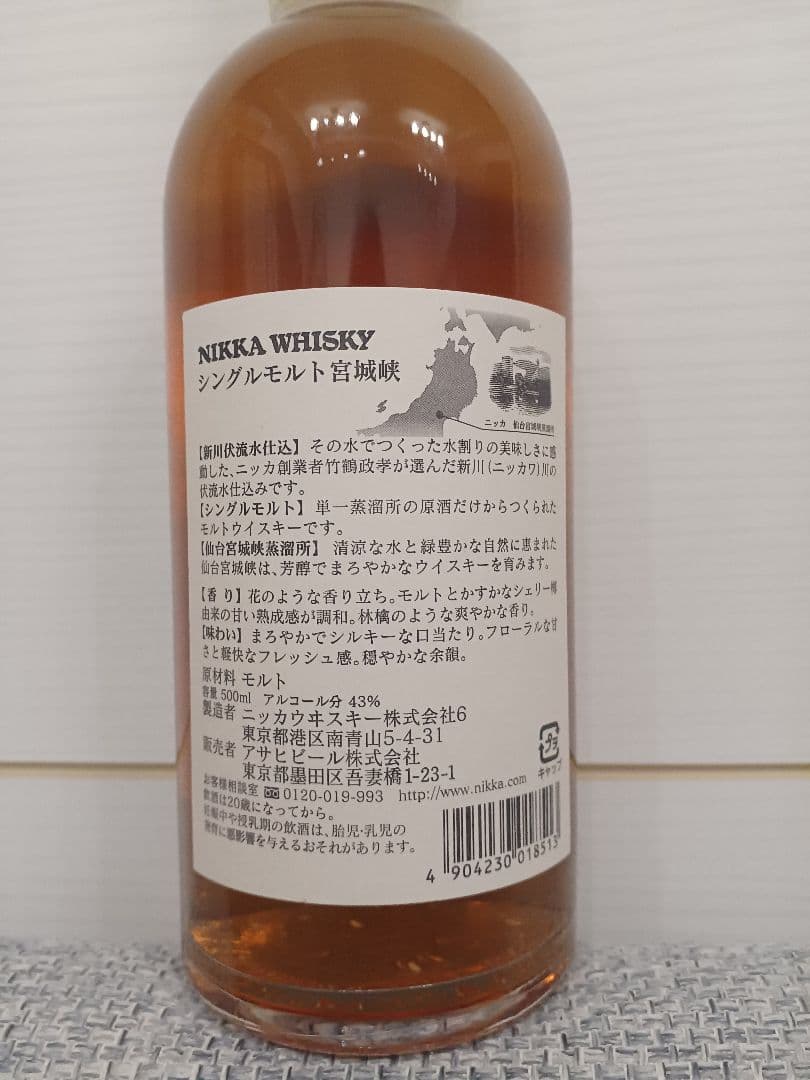 NIKKA WHISKY
シングルモルト宮城峡
ニッカ 仙台宮城峡蒸溜所
【新川伏流水仕込】 その水でつくった水割りの美味しさに感
動した、ニッカ創業者竹鶴政孝が選んだ新川(ニッカワ)川の
伏流水仕込みです。
【シングルモルト】 単一蒸溜所の原酒だけからつくられた
モルトウイスキーです。
【仙台宮城峡蒸溜所】 清涼な水と緑豊かな自然に恵まれた
仙台宮城峡は、芳醇でまろやかなウイスキーを育みます。
【香り】花のような香り立ち。モルトとかすかなシェリー樽
由来の甘い熟成感が調和。林檎のような爽やかな香り。
【味わい】まろやかでシルキーな口当たり。フローラルな甘
さと軽快なフレッシュ感。穏やかな余韻。
原材料 モルト
容量 500ml アルコール分 43%
製造者 ニッカウヰスキー株式会社6
東京都港区南青山5-4-31
販売者 アサヒビール株式会社
東京都墨田区吾妻橋1-23-1
お客様相談室 0120-019-993 http://www.nikka.com
飲酒は20歳になってから。
妊娠中や授乳期の飲酒は、胎児・乳児の
発育に悪影響を与えるおそれがあります。
プラ
キャップ
4 904230 018513